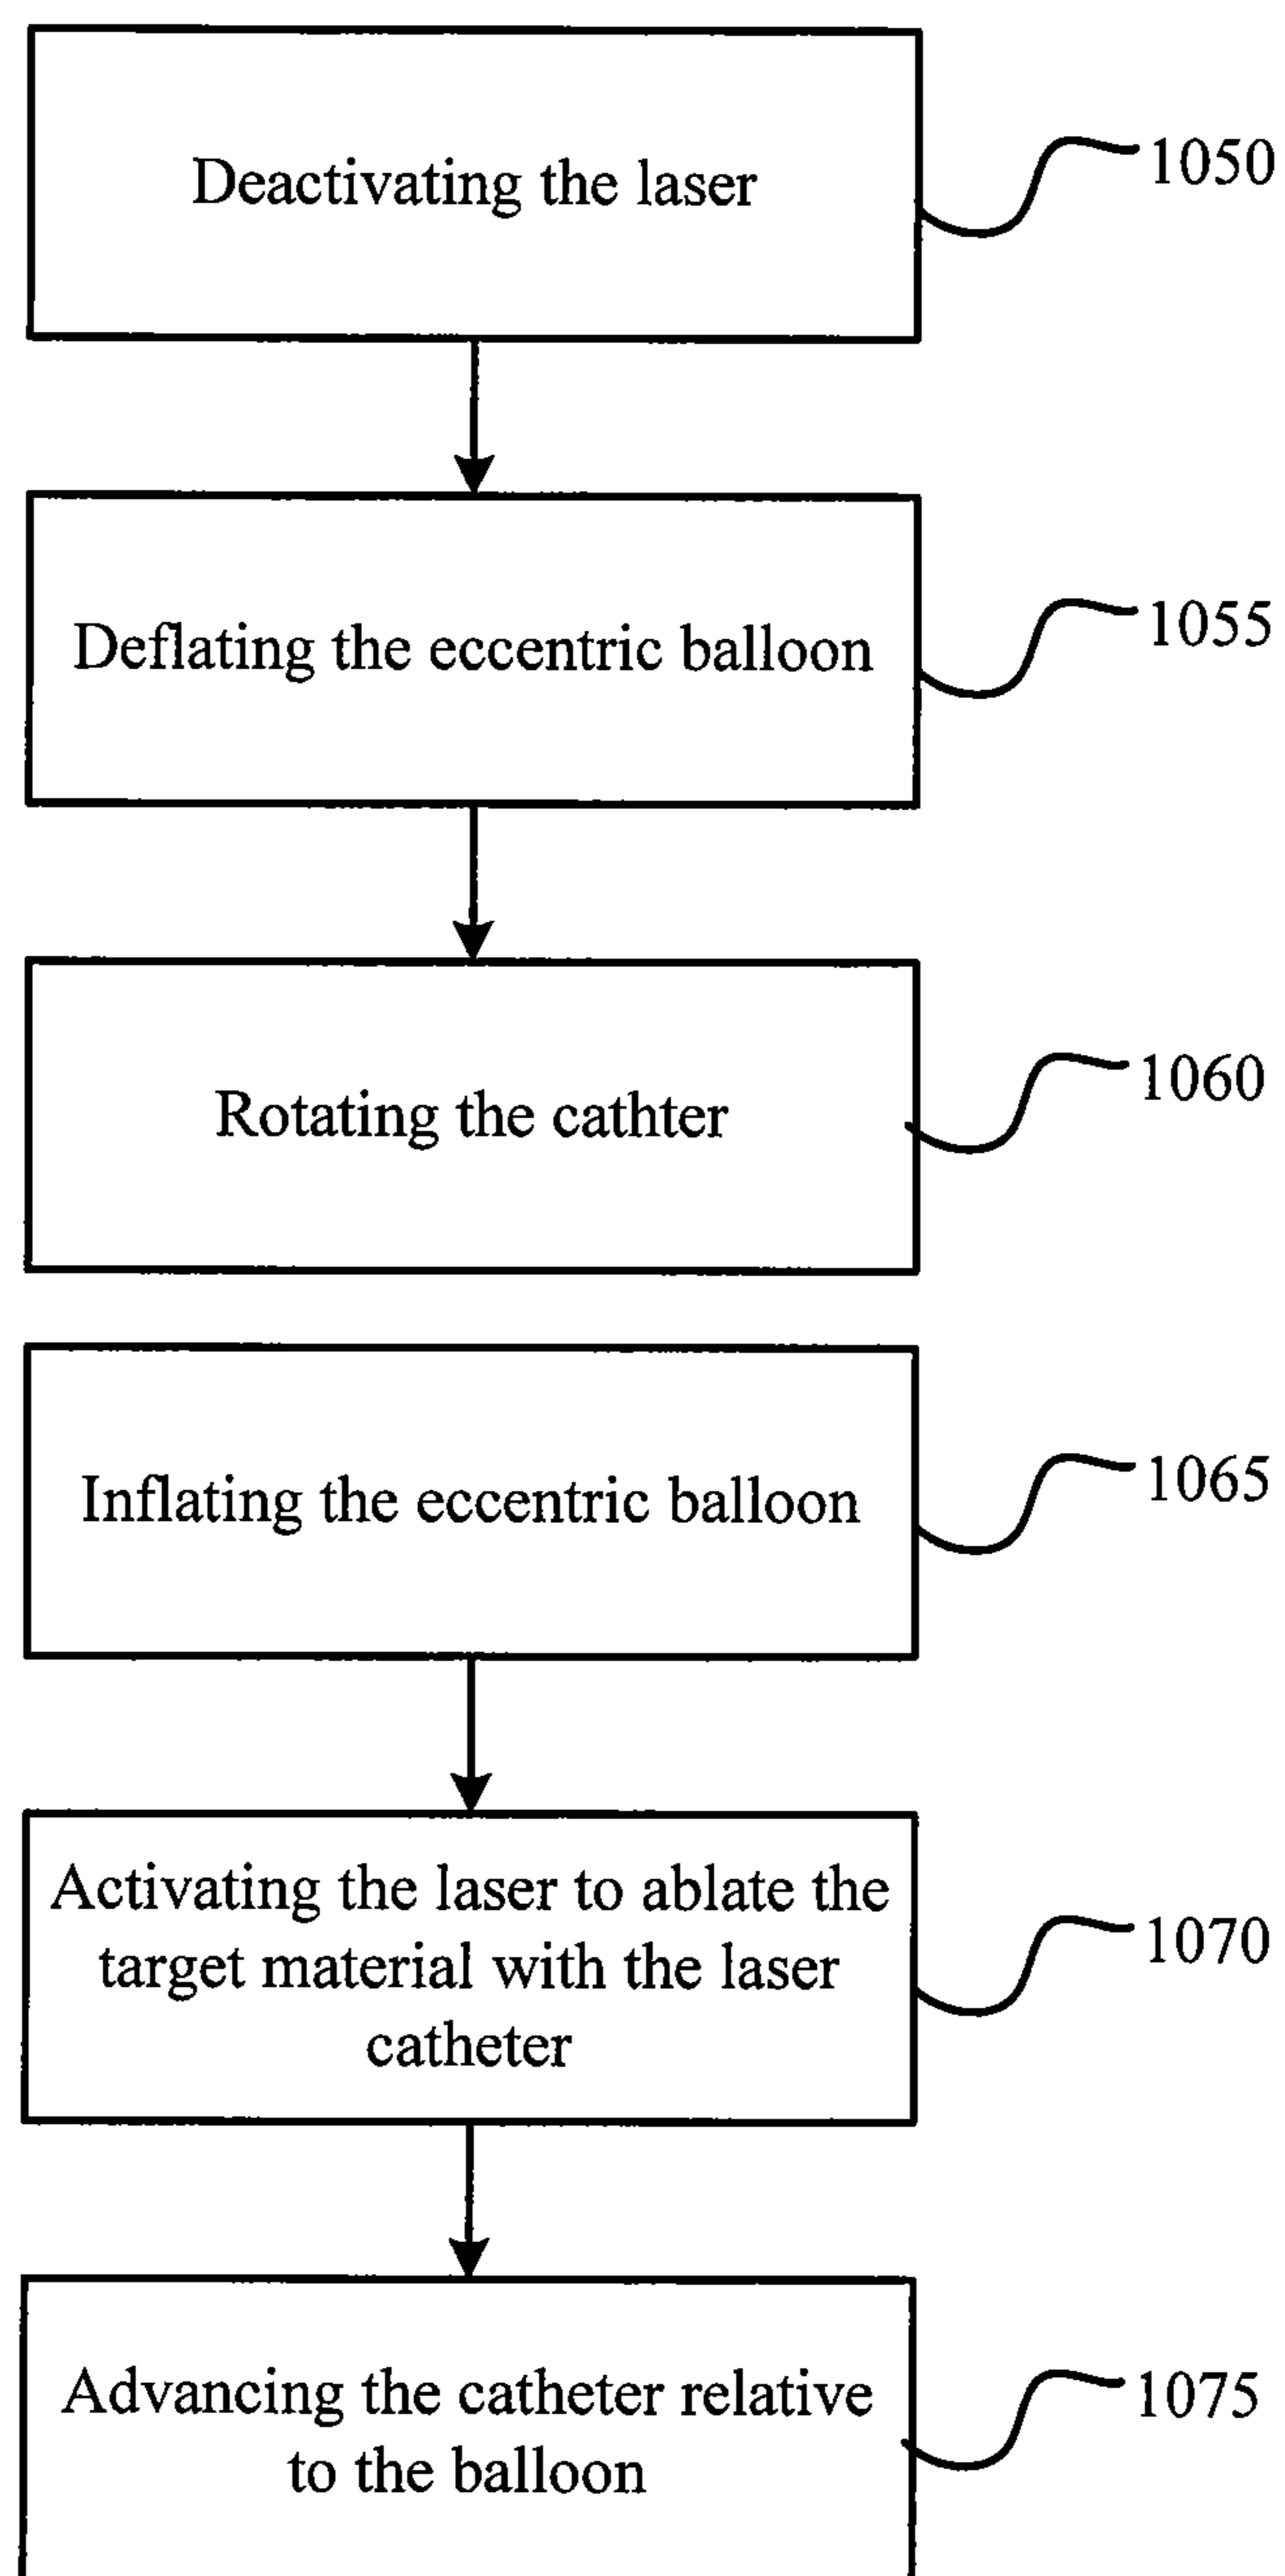 Deactivating the laser
1050
Deflating the eccentric balloon
1055
Rotating the cathter
1060
Inflating the eccentric balloon
1065
Activating the laser to ablate the
target material with the laser
catheter
1070
Advancing the catheter relative
to the balloon
1075